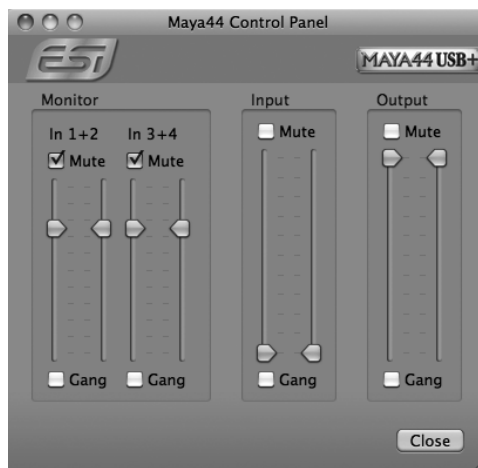 Maya44 Control Panel
ESI
MAYA44 USB+
Monitor
Input
Output
In 1+2
In 3+4
Mute
Mute
Mute
Mute
Gang
Gang
Gang
Gang
Close